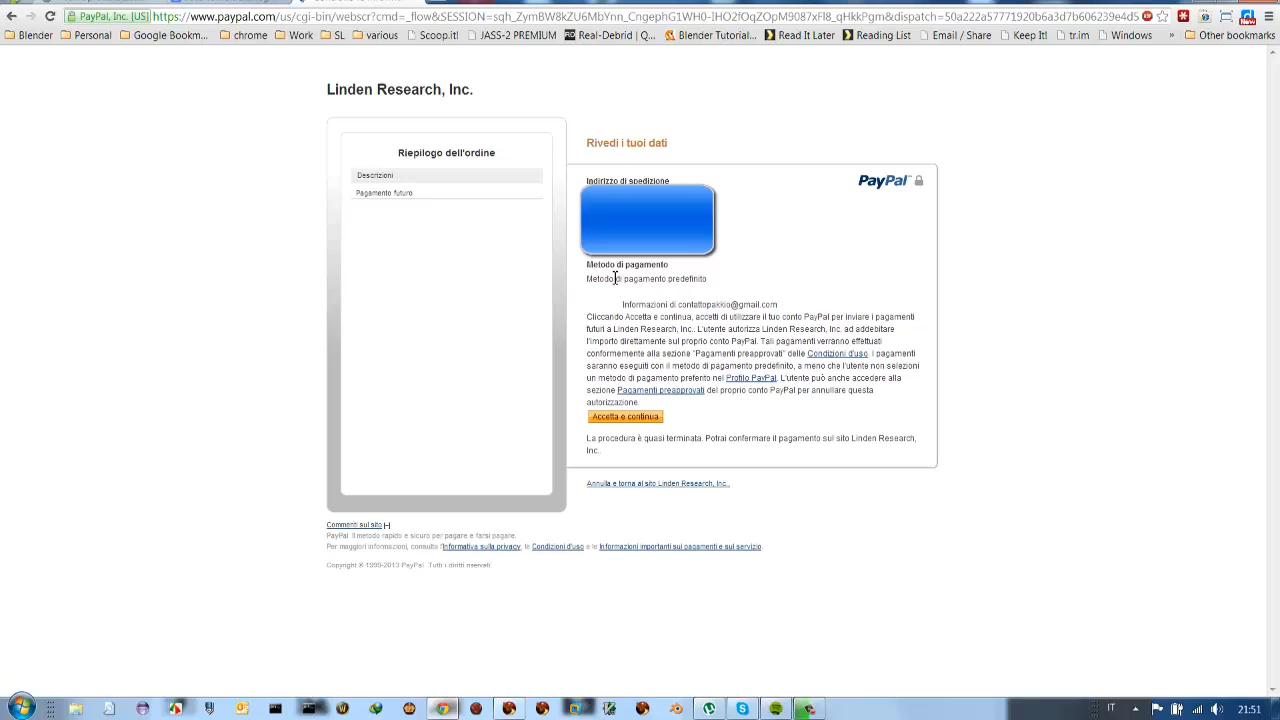 PayPal, Inc. [US] https://www.paypal.com/us/cgi-bin/webscr?cmd=_flow&SESSION=
Blender Personal Google Bookm... chrome Work SL various Scoop.it! JASS-2 PREMIUM Real-Debrid | Q... Blender Tutorial... Read It Later Reading List Email / Share Keep It! tr.im Windows » Other bookmarks
Linden Research, Inc.
Riepilogo dell'ordine
Descrizioni
Pagamento futuro
Rivedi i tuoi dati
PayPal
Indirizzo di spedizione
Metodo di pagamento
Metodo di pagamento predefinito
Informazioni di contattopakkio@gmail.com
Cliccando Accetta e continua, accetti di utilizzare il tuo conto PayPal per inviare i pagamenti
futuri a Linden Research, Inc.. L'utente autorizza Linden Research, Inc. ad addebitare
l'importo direttamente sul proprio conto PayPal. Tali pagamenti verranno effettuati
conformemente alla sezione "Pagamenti preapprovati" delle Condizioni d'uso. I pagamenti
saranno eseguiti con il metodo di pagamento predefinito, a meno che l'utente non selezioni
un metodo di pagamento preferito nel Profilo PayPal. L'utente può anche accedere alla
sezione Pagamenti preapprovati del proprio conto PayPal per annullare questa
autorizzazione.
Accetta e continua
La procedura è quasi terminata. Potrai confermare il pagamento sul sito Linden Research,
Inc..
Annulla e torna al sito Linden Research, Inc..
Commenti sul sito [-]
PayPal. Il metodo rapido e sicuro per pagare e farsi pagare.
Per maggiori informazioni, consulta l'Informativa sulla privacy, le Condizioni d'uso e le Informazioni importanti sui pagamenti e sul servizio
Copyright © 1999-2013 PayPal. Tutti i diritti riservati.
IT 21:51